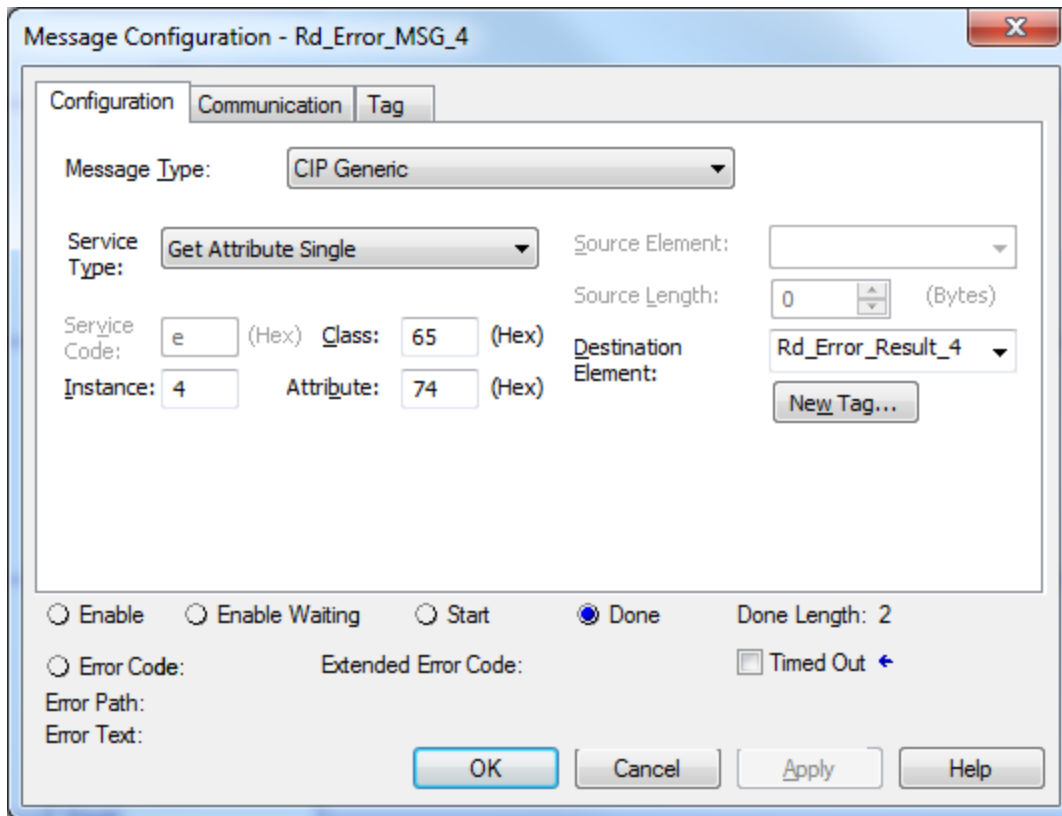 Message Configuration - Rd_Error_MSG_4
X
Configuration Communication Tag
Message Type: CIP Generic
Service Type: Get Attribute Single
Source Element:
Source Length: 0 (Bytes)
Service Code: e (Hex) Class: 65 (Hex)
Destination Element: Rd_Error_Result_4
Instance: 4 Attribute: 74 (Hex)
New Tag...
Enable Enable Waiting Start Done Done Length: 2
Error Code: Extended Error Code: Timed Out
Error Path:
Error Text:
OK Cancel Apply Help